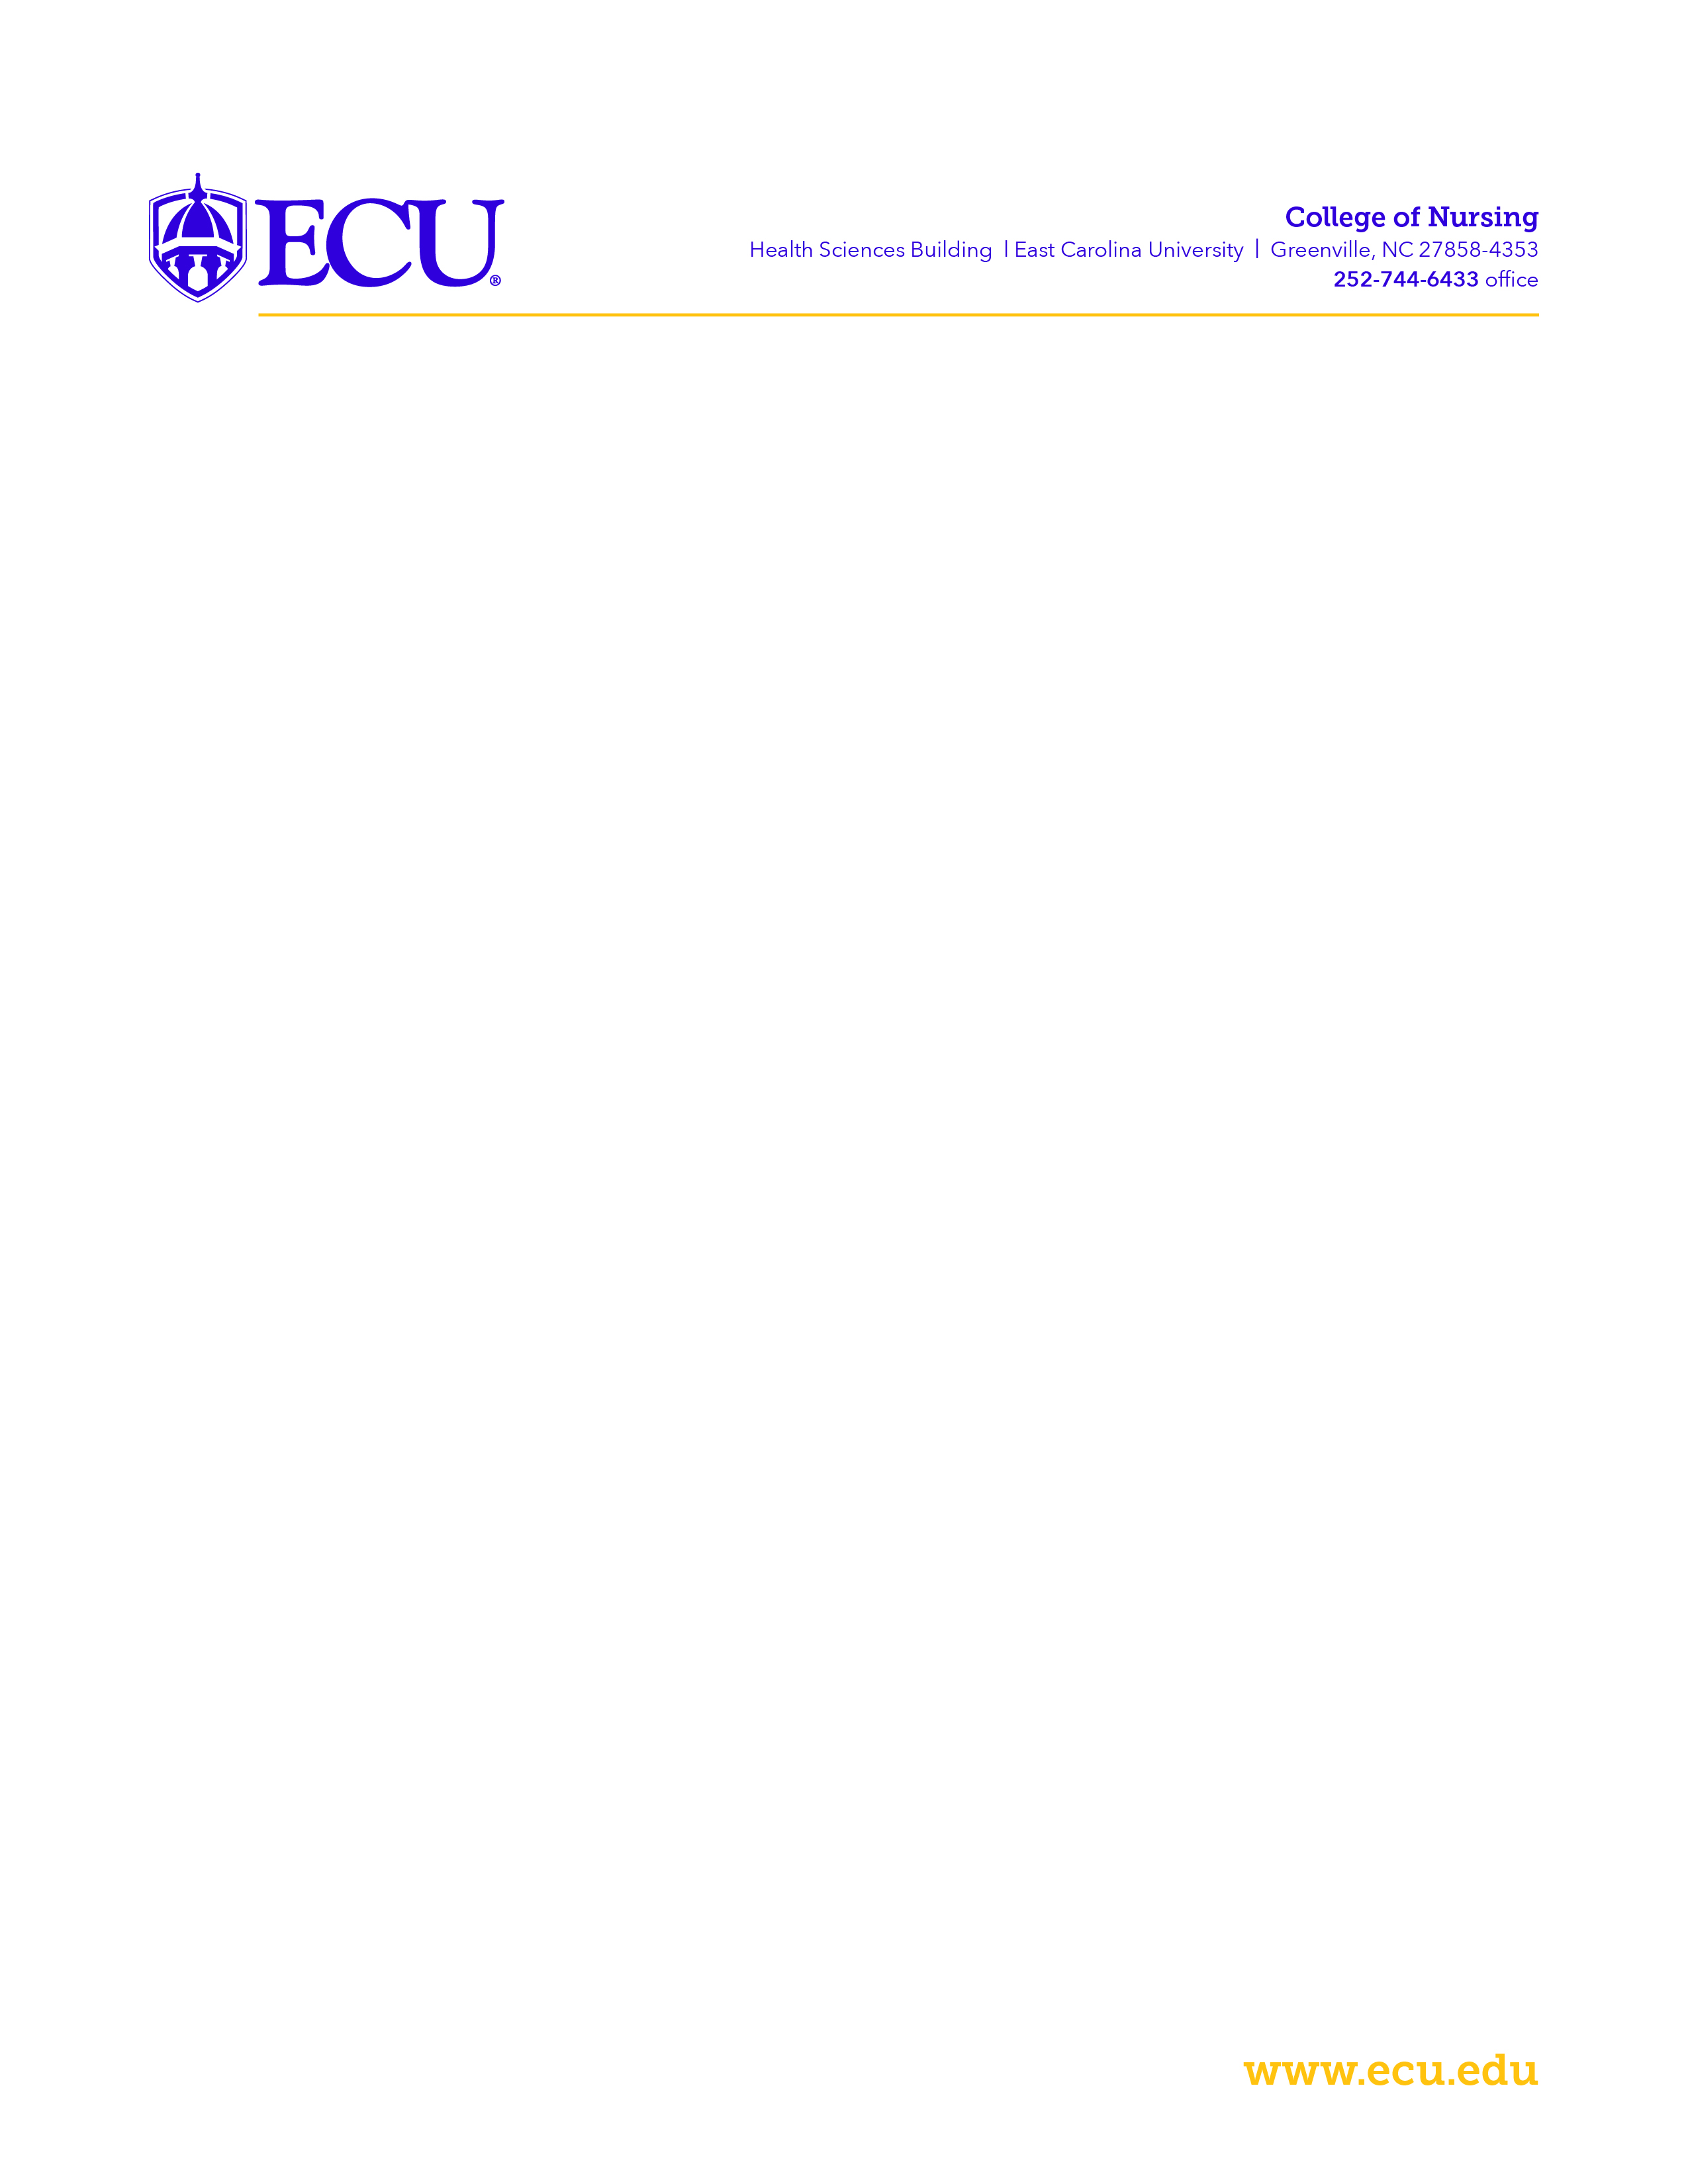 ECU®
College of Nursing
Health Sciences Building | East Carolina University | Greenville, NC 27858-4353
252-744-6433 office
www.ecu.edu